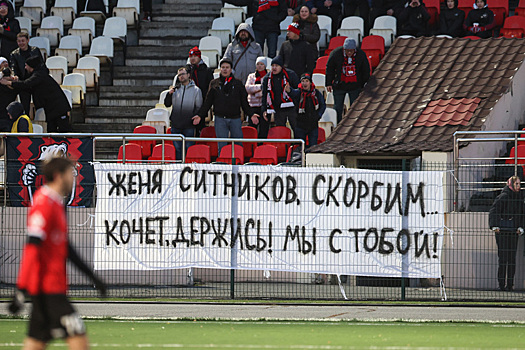 ЖЕНЯ СИТНИКОВ, СКОРБИМ...
КОЧЕТ, ДЕРЖИСЬ! МЫ С ТОБОЙ!